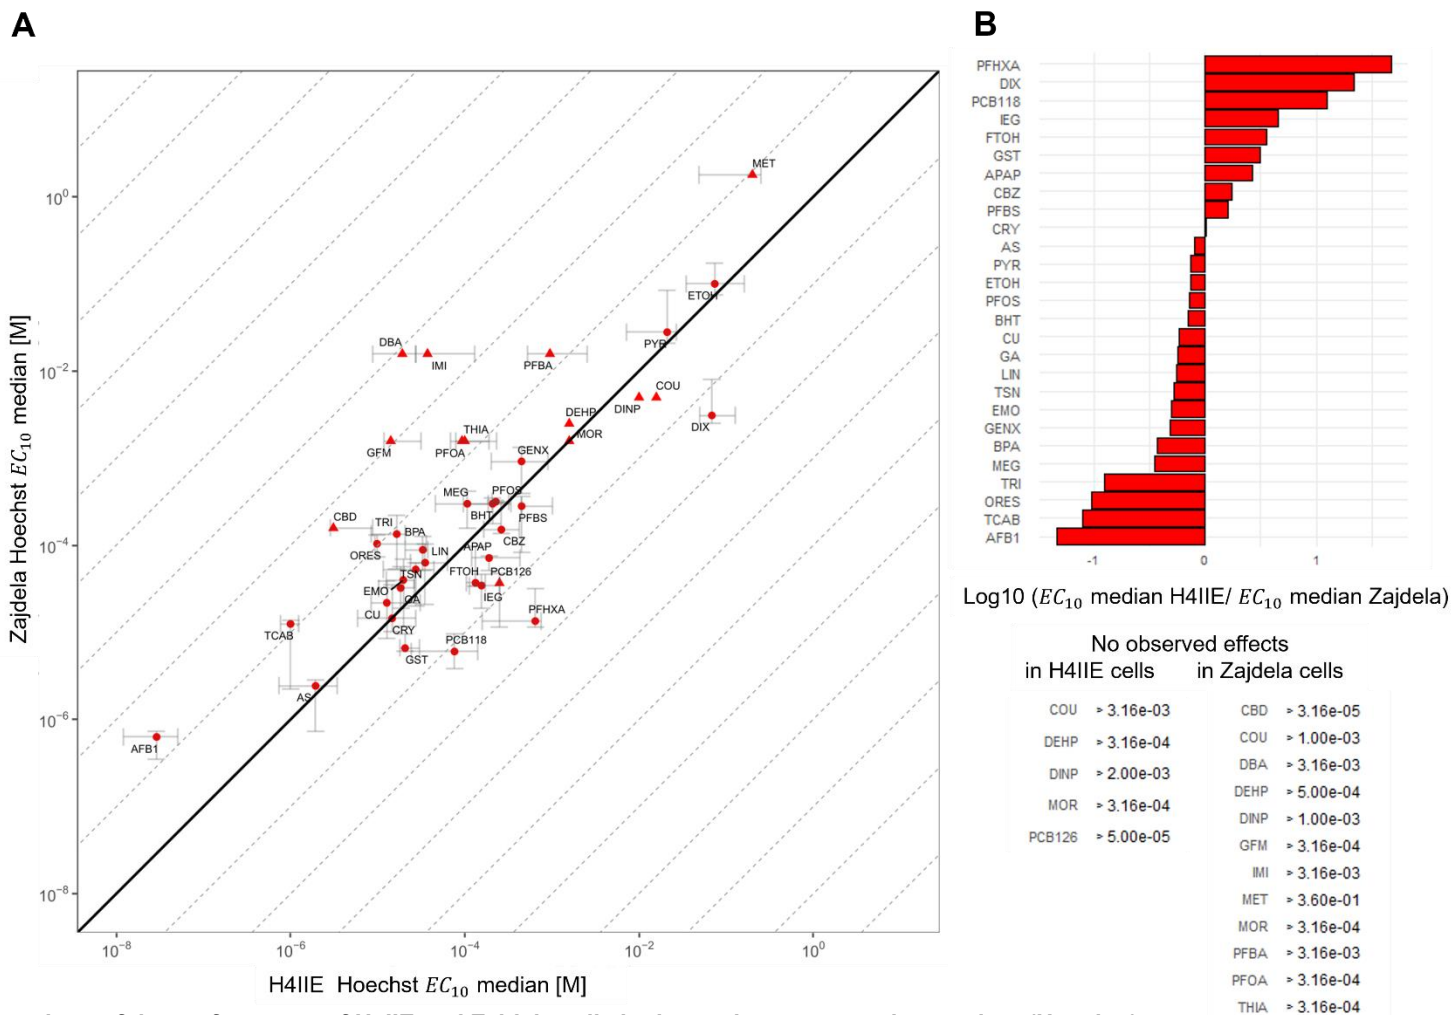 A
Zajdela Hoechst EC10 median [M]
10^0
10^-2
10^-4
10^-6
10^-8
10^-8
10^-6
10^-4
10^-2
10^0
H4IIE Hoechst EC10 median [M]
MET
ETOH
PYR
DBA
IMI
PFBA
COU
DINP
DIX
DEHP
MOR
GFM
THIA
PFOA
GENX
MEG
PFOS
BHT
PFBS
CBD
TRI
BPA
CBZ
ORES
LIN
APAP
TSN
FTOH
PCB126
EMO
GA
IEG
CU
CRY
PFHXA
TCAB
GST
PCB118
AS
AFB1
B
PFHXA
DIX
PCB118
IEG
FTOH
GST
APAP
CBZ
PFBS
CRY
AS
PYR
ETOH
PFOS
BHT
CU
GA
LIN
TSN
EMO
GENX
BPA
MEG
TRI
ORES
TCAB
AFB1
-1 0 1
Log10 (EC10 median H4IIE/ EC10 median Zajdela)
No observed effects
in H4IIE cells
COU > 3.16e-03
DEHP > 3.16e-04
DINP > 2.00e-03
MOR > 3.16e-04
PCB126 > 5.00e-05
in Zajdela cells
CBD > 3.16e-05
COU > 1.00e-03
DBA > 3.16e-03
DEHP > 5.00e-04
DINP > 1.00e-03
GFM > 3.16e-04
IMI > 3.16e-03
MET > 3.60e-01
MOR > 3.16e-04
PFBA > 3.16e-03
PFOA > 3.16e-04
THIA > 3.16e-04